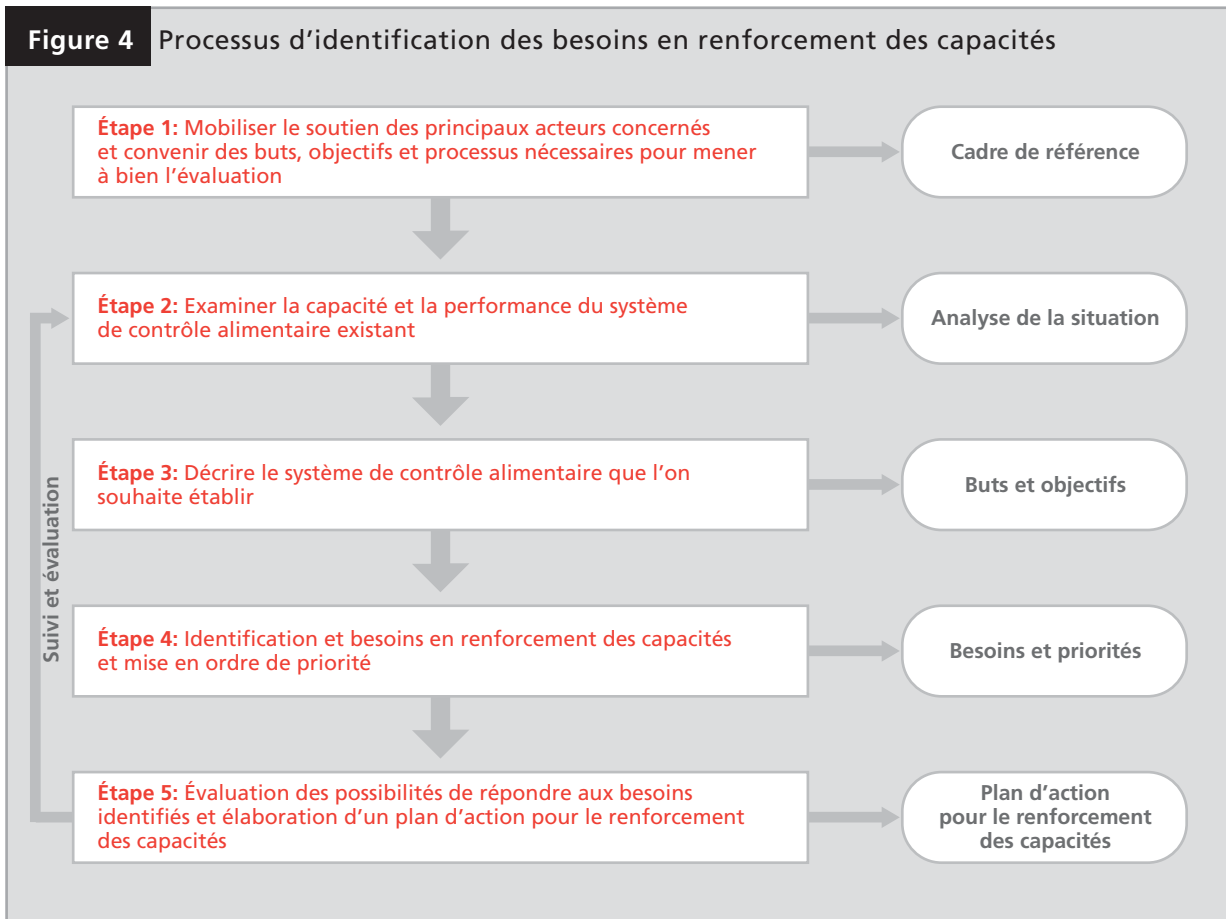 Figure 4 Processus d’identification des besoins en renforcement des capacités
Étape 1: Mobiliser le soutien des principaux acteurs concernés
et convenir des buts, objectifs et processus nécessaires pour mener
à bien l’évaluation
Cadre de référence
Étape 2: Examiner la capacité et la performance du système
de contrôle alimentaire existant
Analyse de la situation
Étape 3: Décrire le système de contrôle alimentaire que l’on
souhaite établir
Buts et objectifs
Suivi et évaluation
Étape 4: Identification et besoins en renforcement des capacités
et mise en ordre de priorité
Besoins et priorités
Étape 5: Évaluation des possibilités de répondre aux besoins
identifiés et élaboration d’un plan d’action pour le renforcement
des capacités
Plan d’action
pour le renforcement
des capacités